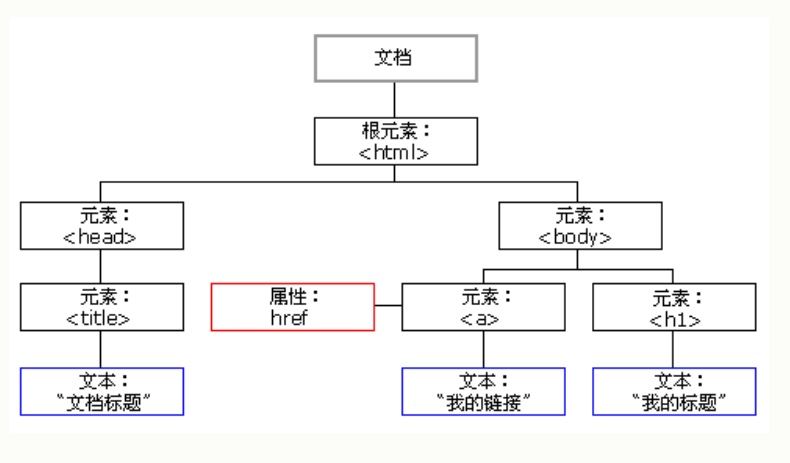 文档
根元素：
<html>
元素：
<head>
元素：
<body>
元素：
<title>
属性：
href
元素：
<a>
元素：
<h1>
文本：
“文档标题”
文本：
“我的链接”
文本：
“我的标题”